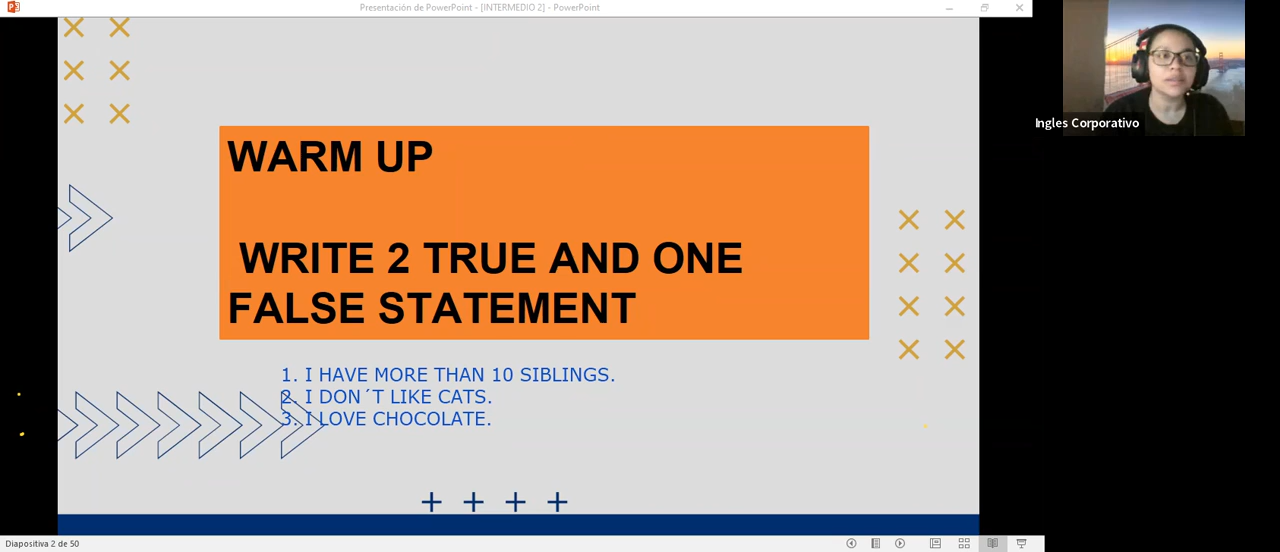 Presentación de PowerPoint - [INTERMEDIO 2] - PowerPoint
WARM UP
WRITE 2 TRUE AND ONE
FALSE STATEMENT
1. I HAVE MORE THAN 10 SIBLINGS.
2. I DON´T LIKE CATS.
3. I LOVE CHOCOLATE.
Ingles Corporativo
Diapositiva 2 de 50